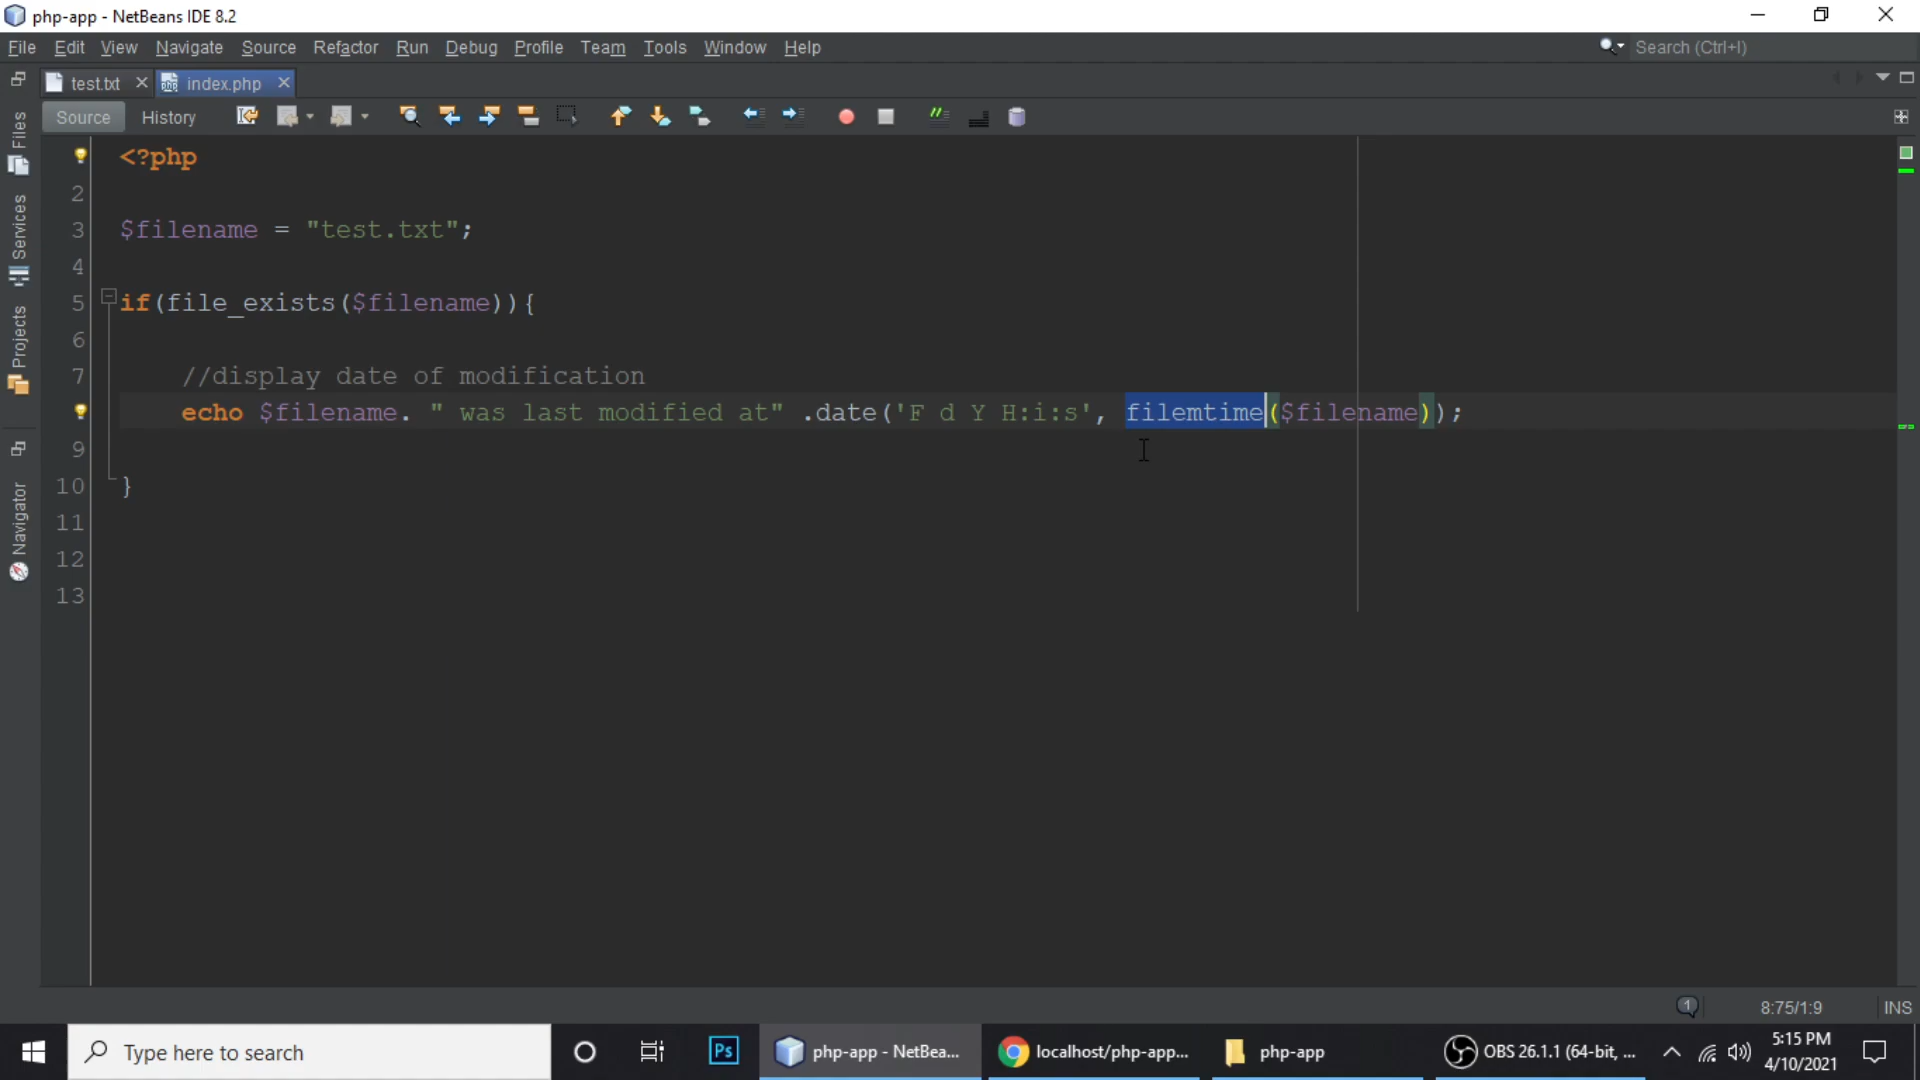 php-app - NetBeans IDE 8.2
File Edit View Navigate Source Refactor Run Debug Profile Team Tools Window Help Search (Ctrl+I)
test.txt index.php
Source History
Files
Services
Projects
Navigator
<?php
2
3 $filename = "test.txt";
4
5 if(file_exists($filename)){
6
7 //display date of modification
echo $filename. " was last modified at" .date('F d Y H:i:s', filemtime($filename));
9
10 }
11
12
13
1 8:75/1:9 INS
Type here to search Ps php-app - NetBea... localhost/php-app... php-app OBS 26.1.1 (64-bit, ... 5:15 PM
4/10/2021